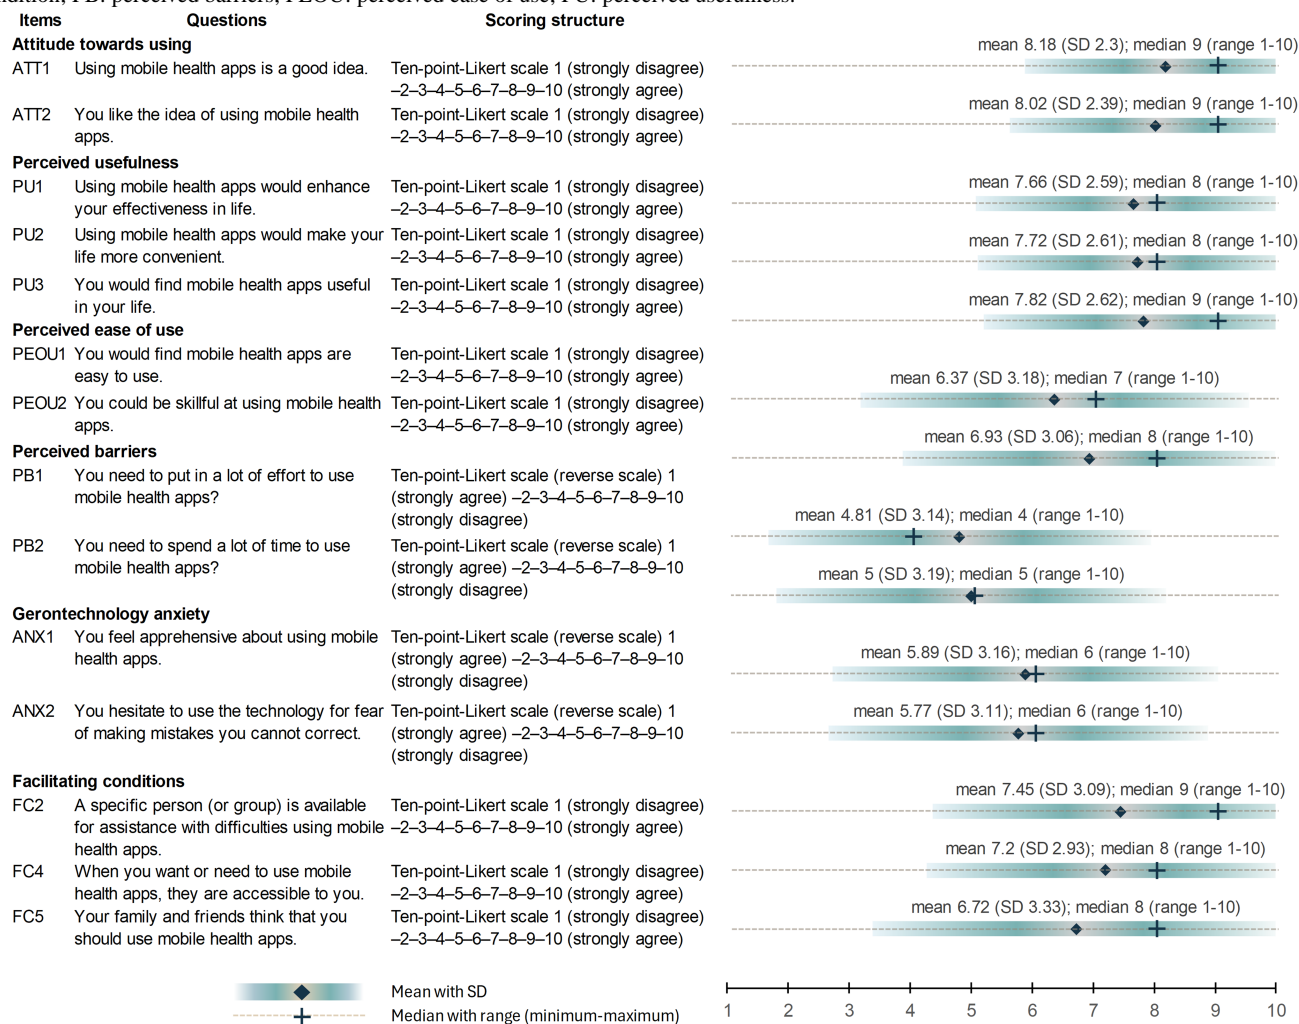 condition; PB: perceived barriers; PEOU: perceived ease of use; PU: perceived usefulness.
Items Questions Scoring structure
Attitude towards using
mean 8.18 (SD 2.3); median 9 (range 1-10)
ATT1 Using mobile health apps is a good idea. Ten-point-Likert scale 1 (strongly disagree)
–2–3–4–5–6–7–8–9–10 (strongly agree)
mean 8.02 (SD 2.39); median 9 (range 1-10)
ATT2 You like the idea of using mobile health Ten-point-Likert scale 1 (strongly disagree)
apps. –2–3–4–5–6–7–8–9–10 (strongly agree)
Perceived usefulness
mean 7.66 (SD 2.59); median 8 (range 1-10)
PU1 Using mobile health apps would enhance Ten-point-Likert scale 1 (strongly disagree)
your effectiveness in life. –2–3–4–5–6–7–8–9–10 (strongly agree)
PU2 Using mobile health apps would make your Ten-point-Likert scale 1 (strongly disagree)
mean 7.72 (SD 2.61); median 8 (range 1-10)
life more convenient. –2–3–4–5–6–7–8–9–10 (strongly agree)
PU3 You would find mobile health apps useful Ten-point-Likert scale 1 (strongly disagree)
mean 7.82 (SD 2.62); median 9 (range 1-10)
in your life. –2–3–4–5–6–7–8–9–10 (strongly agree)
Perceived ease of use
PEOU1 You would find mobile health apps are Ten-point-Likert scale 1 (strongly disagree)
easy to use. –2–3–4–5–6–7–8–9–10 (strongly agree)
mean 6.37 (SD 3.18); median 7 (range 1-10)
PEOU2 You could be skillful at using mobile health Ten-point-Likert scale 1 (strongly disagree)
apps. –2–3–4–5–6–7–8–9–10 (strongly agree)
mean 6.93 (SD 3.06); median 8 (range 1-10)
Perceived barriers
PB1 You need to put in a lot of effort to use Ten-point-Likert scale (reverse scale) 1
mobile health apps? (strongly agree) –2–3–4–5–6–7–8–9–10
(strongly disagree)
mean 4.81 (SD 3.14); median 4 (range 1-10)
PB2 You need to spend a lot of time to use Ten-point-Likert scale (reverse scale) 1
mobile health apps? (strongly agree) –2–3–4–5–6–7–8–9–10
mean 5 (SD 3.19); median 5 (range 1-10)
(strongly disagree)
Gerontechnology anxiety
ANX1 You feel apprehensive about using mobile Ten-point-Likert scale (reverse scale) 1
mean 5.89 (SD 3.16); median 6 (range 1-10)
health apps. (strongly agree) –2–3–4–5–6–7–8–9–10
(strongly disagree)
ANX2 You hesitate to use the technology for fear Ten-point-Likert scale (reverse scale) 1
mean 5.77 (SD 3.11); median 6 (range 1-10)
of making mistakes you cannot correct. (strongly agree) –2–3–4–5–6–7–8–9–10
(strongly disagree)
Facilitating conditions
mean 7.45 (SD 3.09); median 9 (range 1-10)
FC2 A specific person (or group) is available Ten-point-Likert scale 1 (strongly disagree)
for assistance with difficulties using mobile –2–3–4–5–6–7–8–9–10 (strongly agree)
health apps.
mean 7.2 (SD 2.93); median 8 (range 1-10)
FC4 When you want or need to use mobile Ten-point-Likert scale 1 (strongly disagree)
health apps, they are accessible to you. –2–3–4–5–6–7–8–9–10 (strongly agree)
mean 6.72 (SD 3.33); median 8 (range 1-10)
FC5 Your family and friends think that you Ten-point-Likert scale 1 (strongly disagree)
should use mobile health apps. –2–3–4–5–6–7–8–9–10 (strongly agree)
Mean with SD
1 2 3 4 5 6 7 8 9 10
Median with range (minimum-maximum)